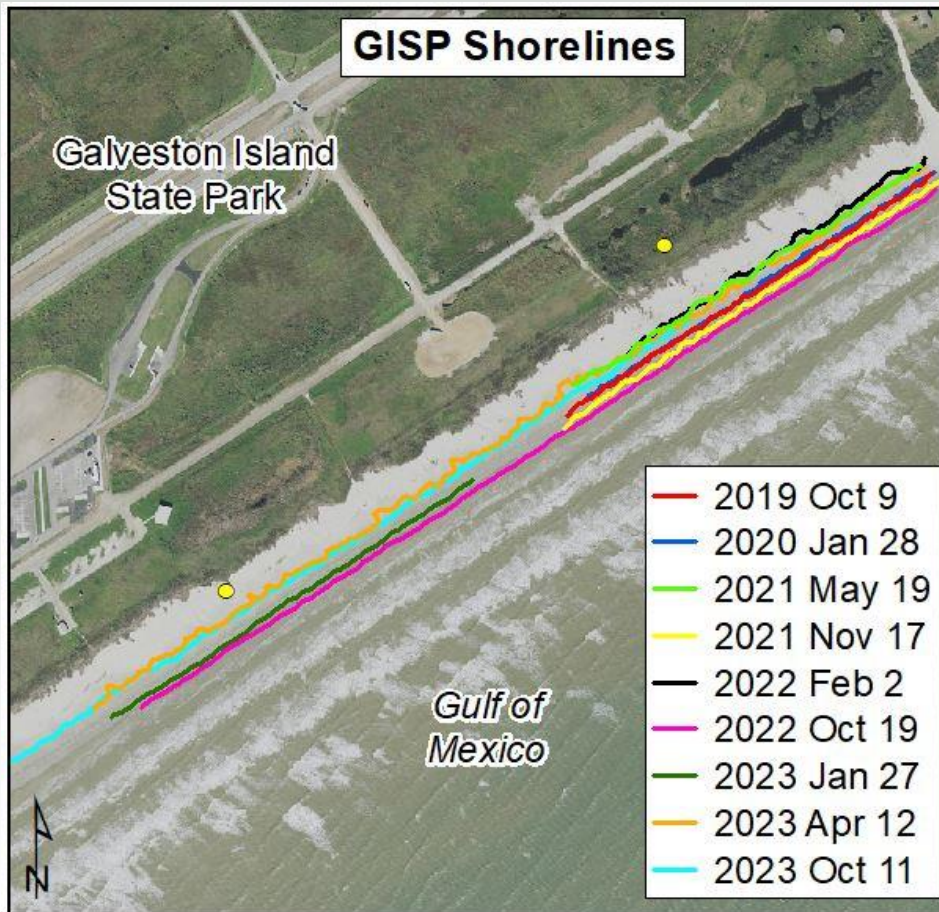 GISP Shorelines
Galveston Island
State Park
Gulf of
Mexico
2019 Oct 9
2020 Jan 28
2021 May 19
2021 Nov 17
2022 Feb 2
2022 Oct 19
2023 Jan 27
2023 Apr 12
2023 Oct 11
N